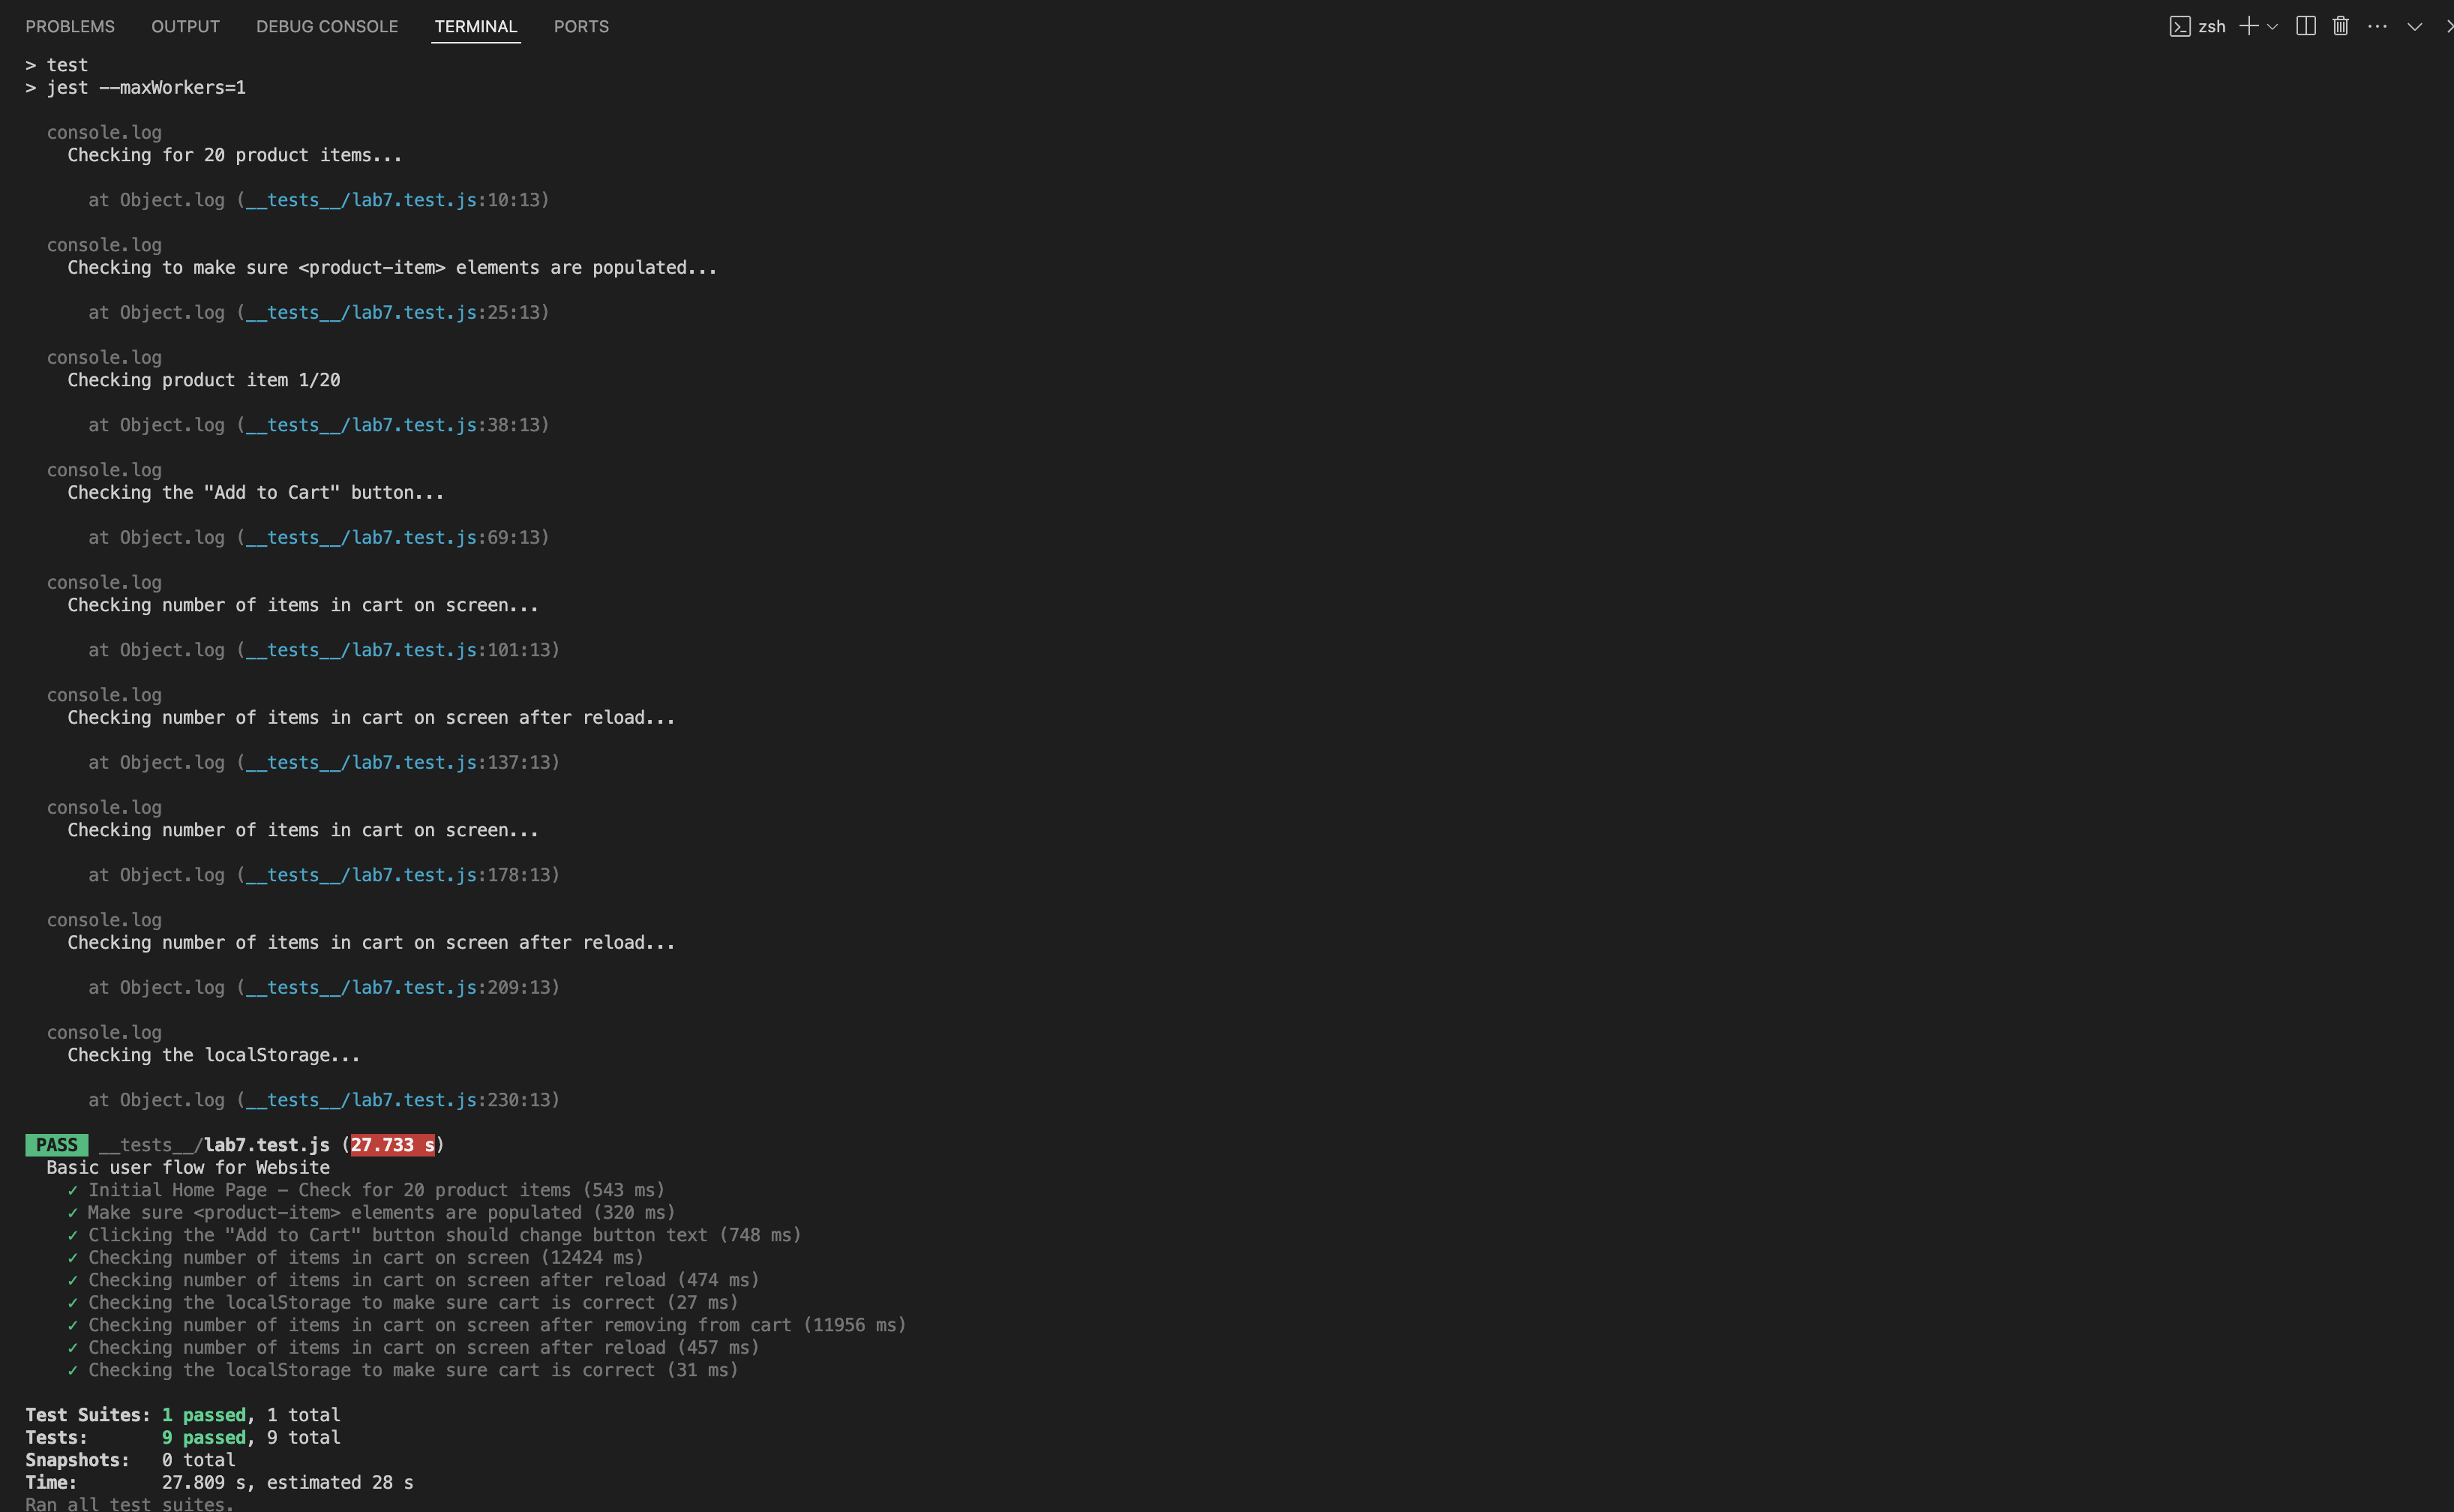 PROBLEMS OUTPUT DEBUG CONSOLE TERMINAL PORTS zsh
> test
> jest --maxWorkers=1
console.log
Checking for 20 product items...
at Object.log (__tests__/lab7.test.js:10:13)
console.log
Checking to make sure <product-item> elements are populated...
at Object.log (__tests__/lab7.test.js:25:13)
console.log
Checking product item 1/20
at Object.log (__tests__/lab7.test.js:38:13)
console.log
Checking the "Add to Cart" button...
at Object.log (__tests__/lab7.test.js:69:13)
console.log
Checking number of items in cart on screen...
at Object.log (__tests__/lab7.test.js:101:13)
console.log
Checking number of items in cart on screen after reload...
at Object.log (__tests__/lab7.test.js:137:13)
console.log
Checking number of items in cart on screen...
at Object.log (__tests__/lab7.test.js:178:13)
console.log
Checking number of items in cart on screen after reload...
at Object.log (__tests__/lab7.test.js:209:13)
console.log
Checking the localStorage...
at Object.log (__tests__/lab7.test.js:230:13)
PASS __tests__/lab7.test.js (27.733 s)
Basic user flow for Website
✓ Initial Home Page - Check for 20 product items (543 ms)
✓ Make sure <product-item> elements are populated (320 ms)
✓ Clicking the "Add to Cart" button should change button text (748 ms)
✓ Checking number of items in cart on screen (12424 ms)
✓ Checking number of items in cart on screen after reload (474 ms)
✓ Checking the localStorage to make sure cart is correct (27 ms)
✓ Checking number of items in cart on screen after removing from cart (11956 ms)
✓ Checking number of items in cart on screen after reload (457 ms)
✓ Checking the localStorage to make sure cart is correct (31 ms)
Test Suites: 1 passed, 1 total
Tests: 9 passed, 9 total
Snapshots: 0 total
Time: 27.809 s, estimated 28 s
Ran all test suites.